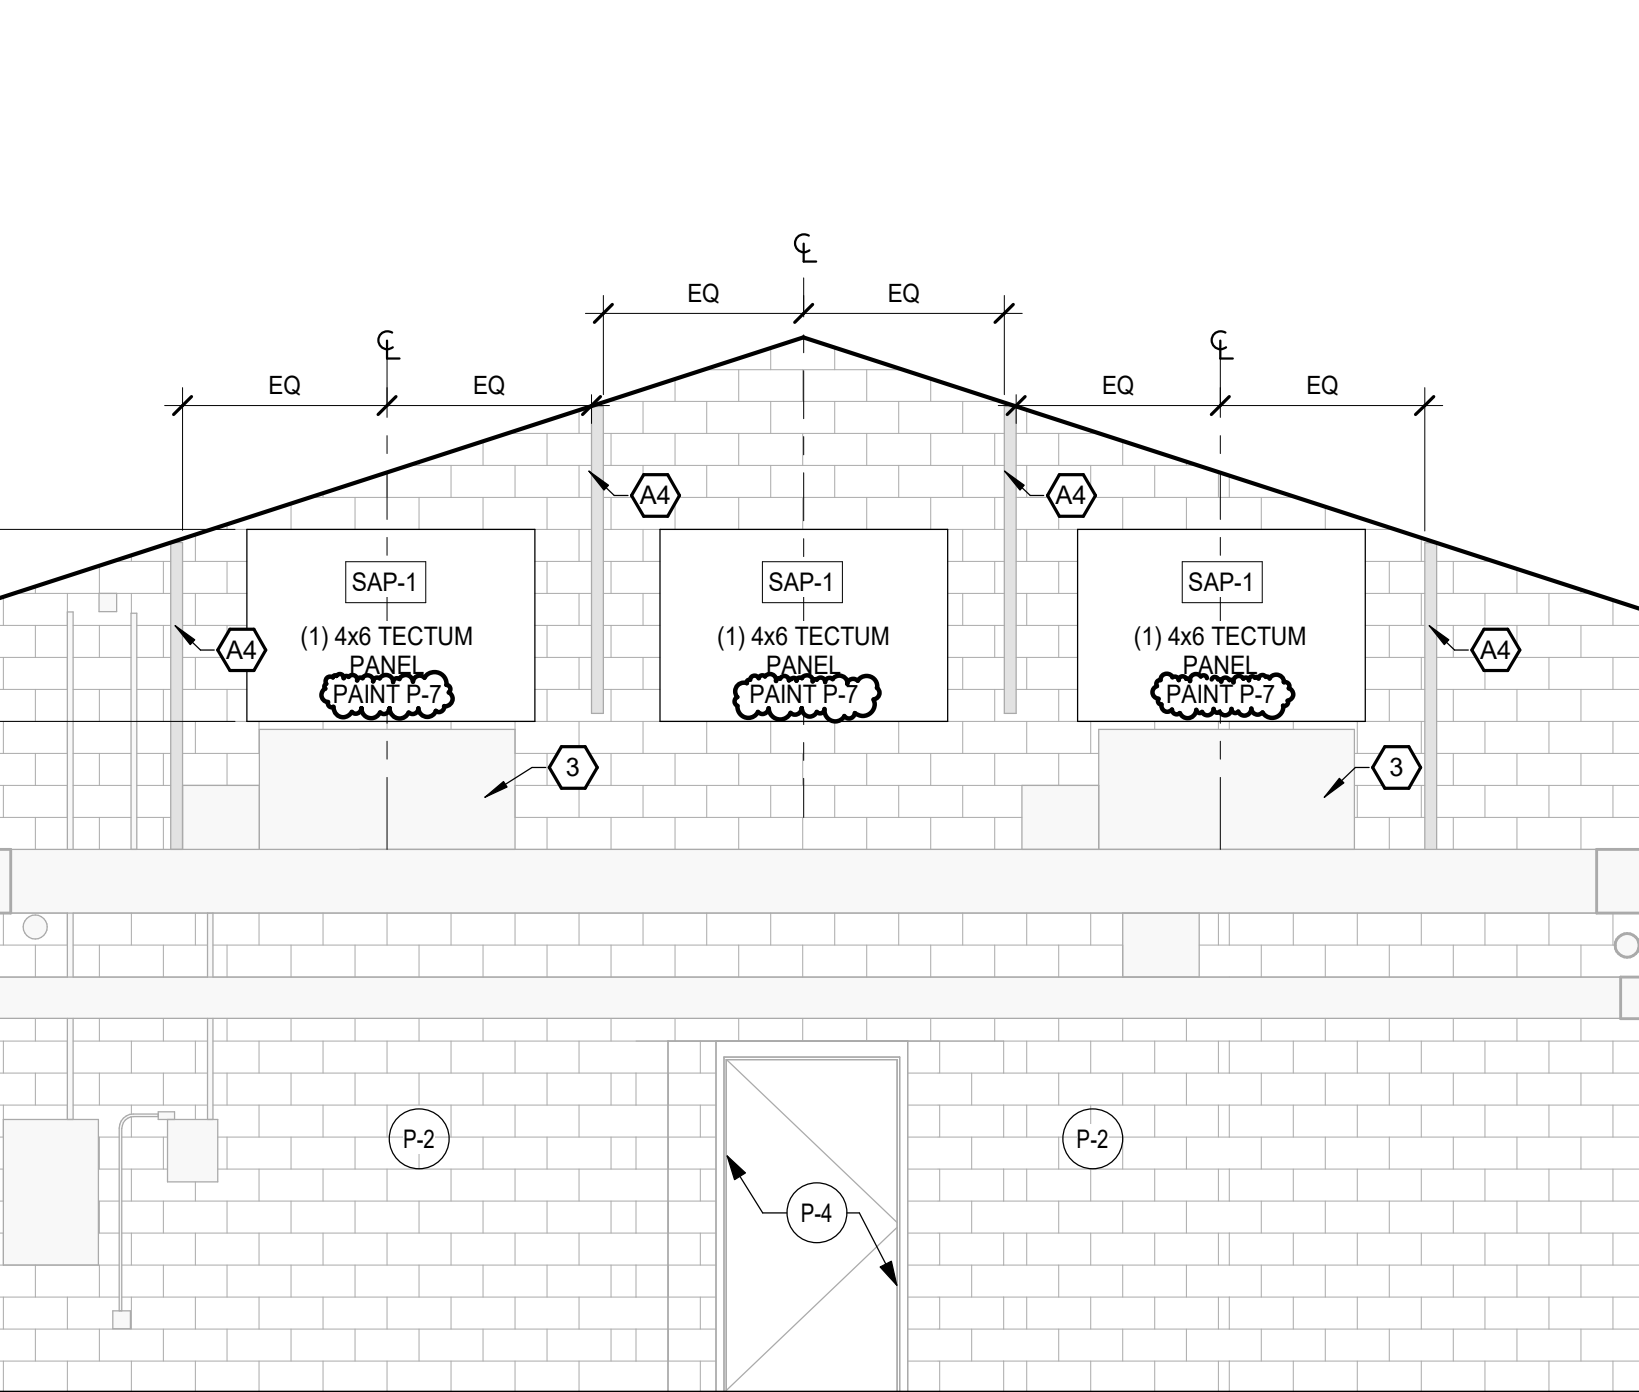 ℄
EQ EQ
℄ ℄
EQ EQ EQ EQ
A4 A4
SAP-1 SAP-1 SAP-1
(1) 4x6 TECTUM (1) 4x6 TECTUM (1) 4x6 TECTUM
A4 PANEL PANEL PANEL A4
PAINT P-7 PAINT P-7 PAINT P-7
3 3
P-2 P-2
P-4